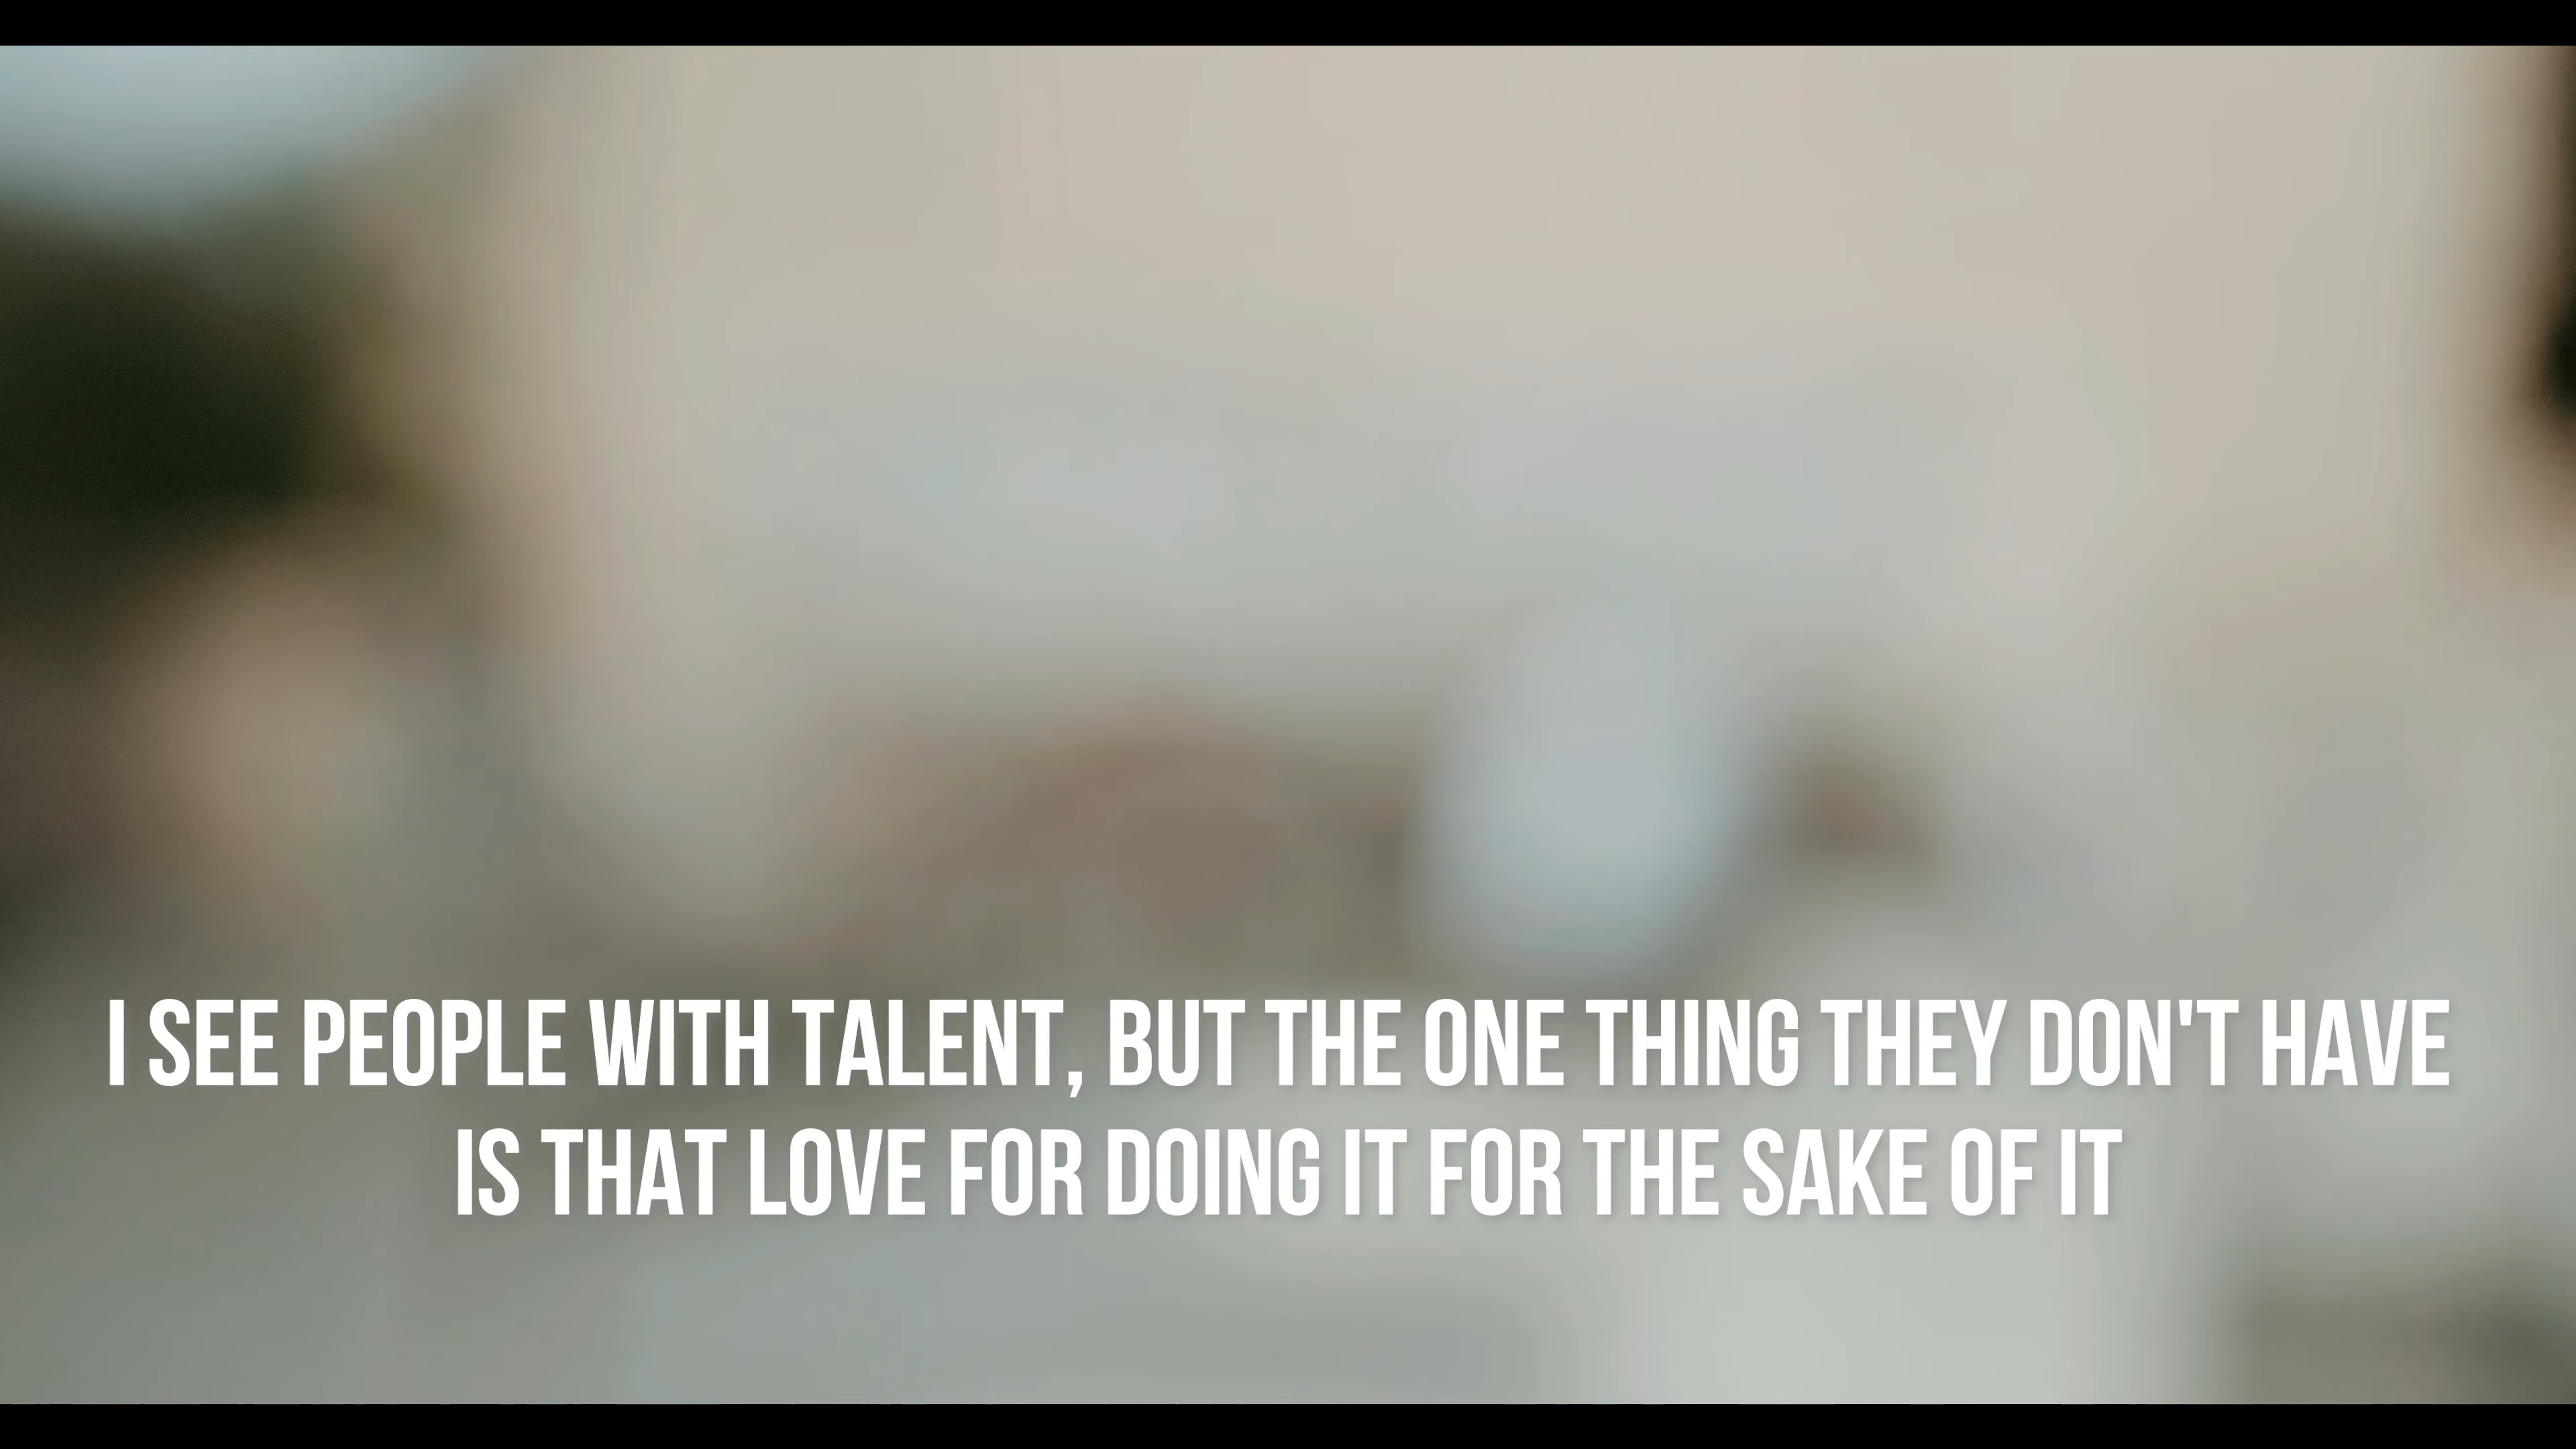 I SEE PEOPLE WITH TALENT, BUT THE ONE THING THEY DON'T HAVE
IS THAT LOVE FOR DOING IT FOR THE SAKE OF IT